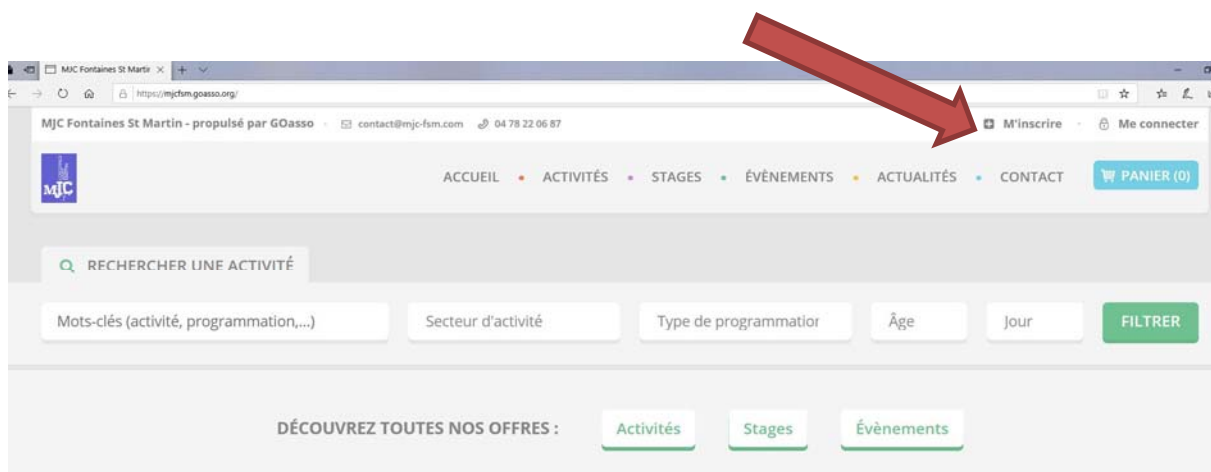 MJC Fontaines St Martin
https://mjcfsm.goasso.org/
MJC Fontaines St Martin - propulsé par GOasso
contact@mjc-fsm.com
04 78 22 06 87
M'inscrire
Me connecter
MJC
ACCUEIL • ACTIVITÉS • STAGES • ÉVÈNEMENTS • ACTUALITÉS • CONTACT
PANIER (0)
RECHERCHER UNE ACTIVITÉ
Mots-clés (activité, programmation,...)
Secteur d'activité
Type de programmation
Âge
Jour
FILTRER
DÉCOUVREZ TOUTES NOS OFFRES :
Activités
Stages
Évènements